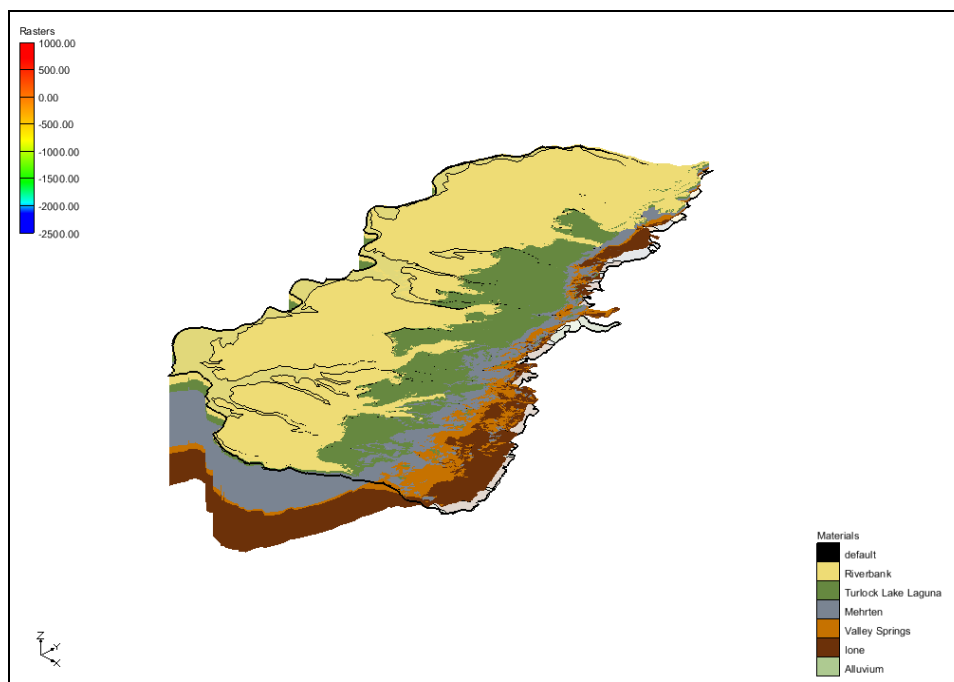 Rasters
1000.00
500.00
0.00
-500.00
-1000.00
-1500.00
-2000.00
-2500.00
Z
Y
X
Materials
default
Riverbank
Turlock Lake Laguna
Mehrten
Valley Springs
Ione
Alluvium